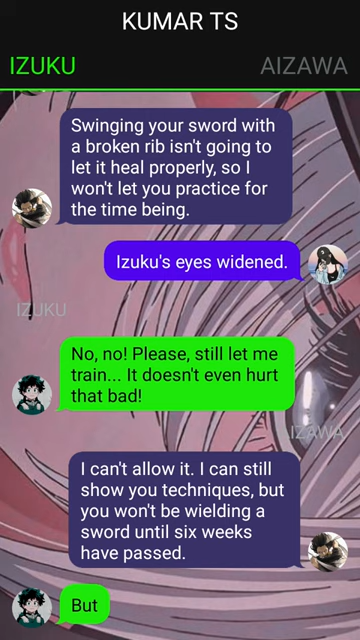 KUMAR TS
IZUKU
AIZAWA
Swinging your sword with
a broken rib isn't going to
let it heal properly, so I
won't let you practice for
the time being.
Izuku's eyes widened.
IZUKU
No, no! Please, still let me
train... It doesn't even hurt
that bad!
AIZAWA
I can't allow it. I can still
show you techniques, but
you won't be wielding a
sword until six weeks
have passed.
But